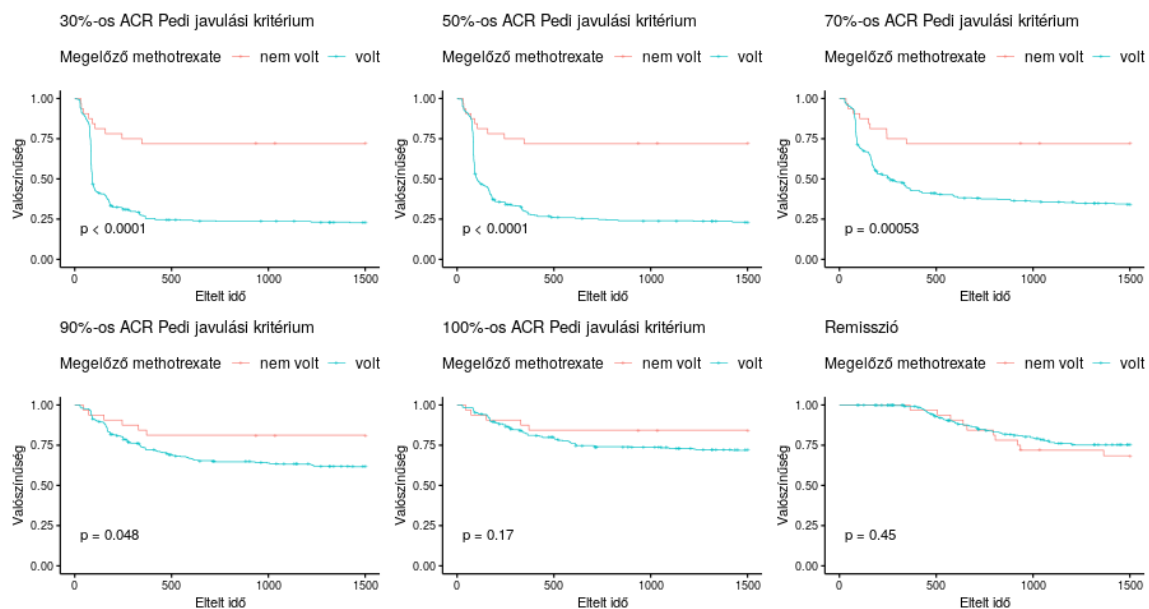 30%-os ACR Pedi javulási kritérium
Megelőző methotrexate nem volt volt
Valószínűség
1.00
0.75
0.50
0.25
0.00
p < 0.0001
0 500 1000 1500
Eltelt idő
50%-os ACR Pedi javulási kritérium
Megelőző methotrexate nem volt volt
Valószínűség
1.00
0.75
0.50
0.25
0.00
p < 0.0001
0 500 1000 1500
Eltelt idő
70%-os ACR Pedi javulási kritérium
Megelőző methotrexate nem volt volt
Valószínűség
1.00
0.75
0.50
0.25
0.00
p = 0.00053
0 500 1000 1500
Eltelt idő
90%-os ACR Pedi javulási kritérium
Megelőző methotrexate nem volt volt
Valószínűség
1.00
0.75
0.50
0.25
0.00
p = 0.048
0 500 1000 1500
Eltelt idő
100%-os ACR Pedi javulási kritérium
Megelőző methotrexate nem volt volt
Valószínűség
1.00
0.75
0.50
0.25
0.00
p = 0.17
0 500 1000 1500
Eltelt idő
Remisszió
Megelőző methotrexate nem volt volt
Valószínűség
1.00
0.75
0.50
0.25
0.00
p = 0.45
0 500 1000 1500
Eltelt idő